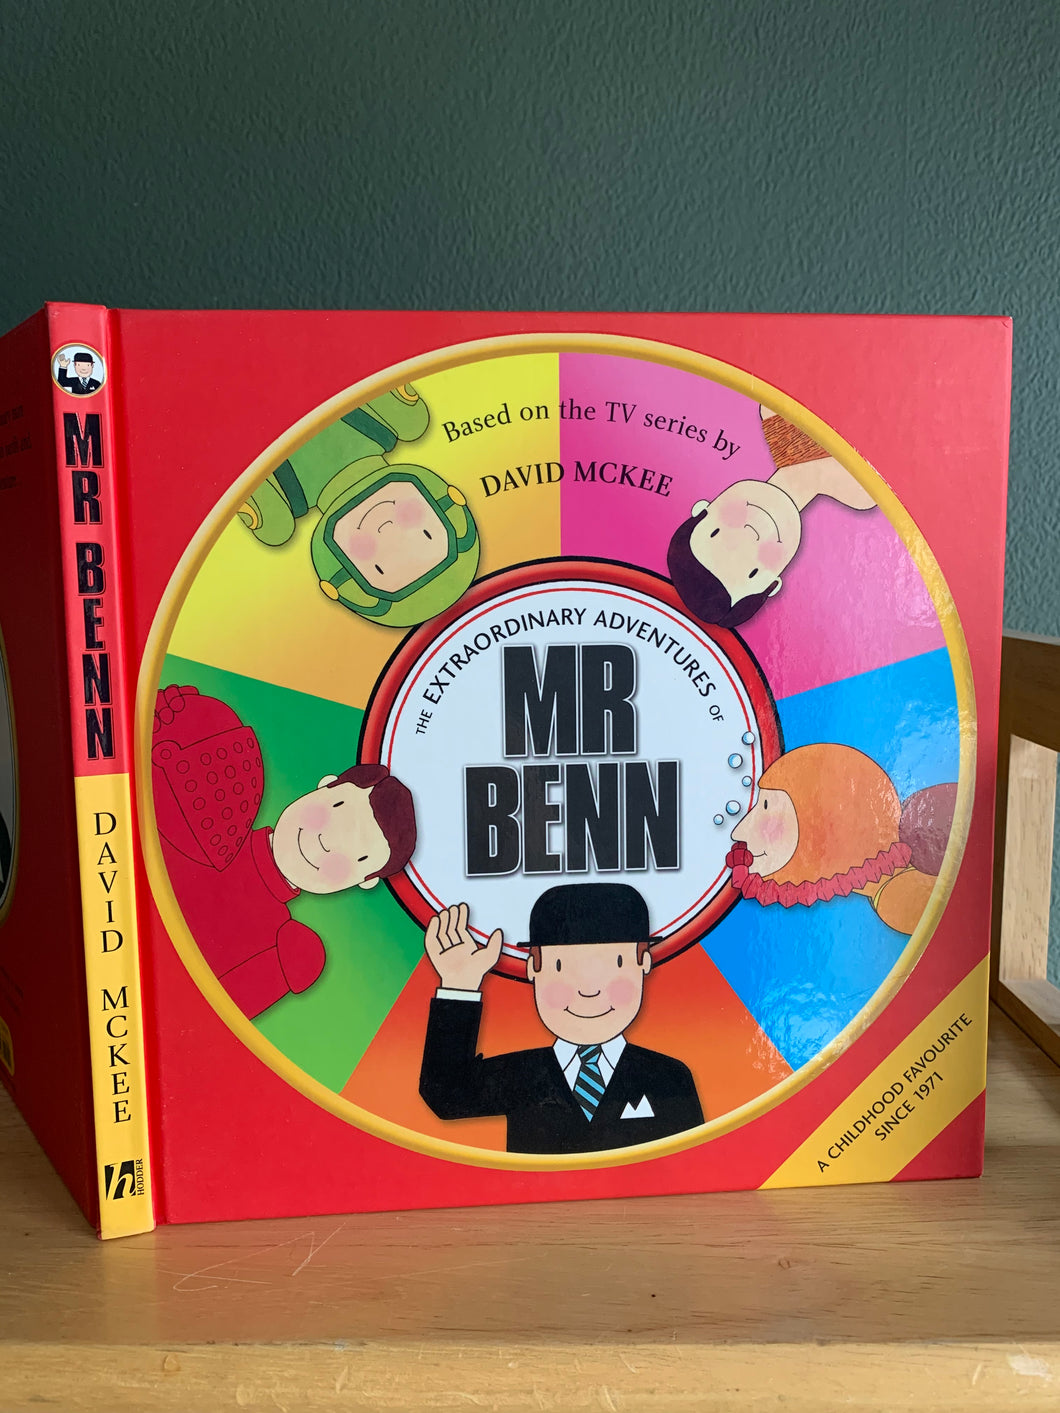 MR BENN
DAVID MCKEE
HODDER
Based on the TV series by
DAVID MCKEE
THE EXTRAORDINARY ADVENTURES OF
MR
BENN
A CHILDHOOD FAVOURITE
SINCE 1971